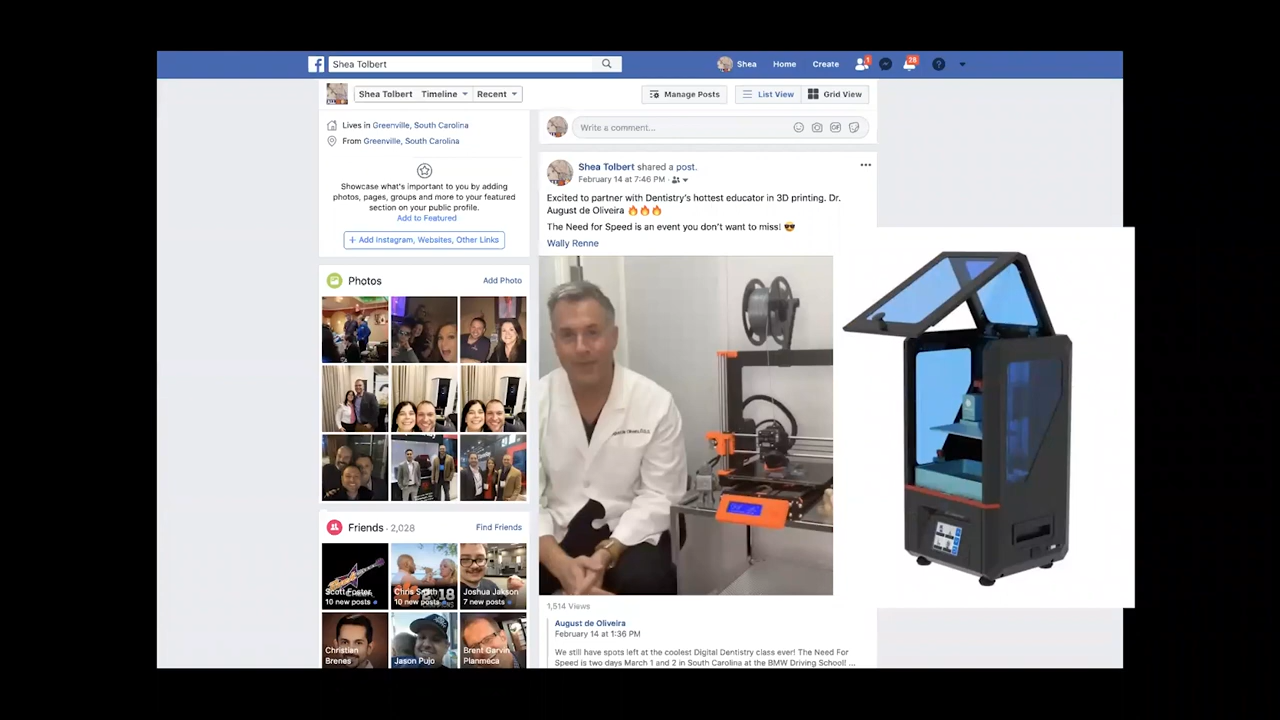 Shea Tolbert
Shea Home Create 1 28
Shea Tolbert Timeline Recent
Manage Posts List View Grid View
Lives in Greenville, South Carolina
From Greenville, South Carolina
Showcase what's important to you by adding
photos, pages, groups and more to your featured
section on your public profile.
Add to Featured
+ Add Instagram, Websites, Other Links
Photos Add Photo
Friends · 2,028 Find Friends
Scott Foster
10 new posts
Chris Smith
10 new posts
Joshua Jakson
7 new posts
Christian
Brenes
Jason Pujo
Brent Garvin
Planmeca
Write a comment...
GIF
Shea Tolbert shared a post.
February 14 at 7:46 PM ·
Excited to partner with Dentistry's hottest educator in 3D printing. Dr.
August de Oliveira 🔥🔥🔥
The Need for Speed is an event you don't want to miss! 😎
Wally Renne
1,514 Views
August de Oliveira
February 14 at 1:36 PM
We still have spots left at the coolest Digital Dentistry class ever! The Need For
Speed is two days March 1 and 2 in South Carolina at the BMW Driving School! ...